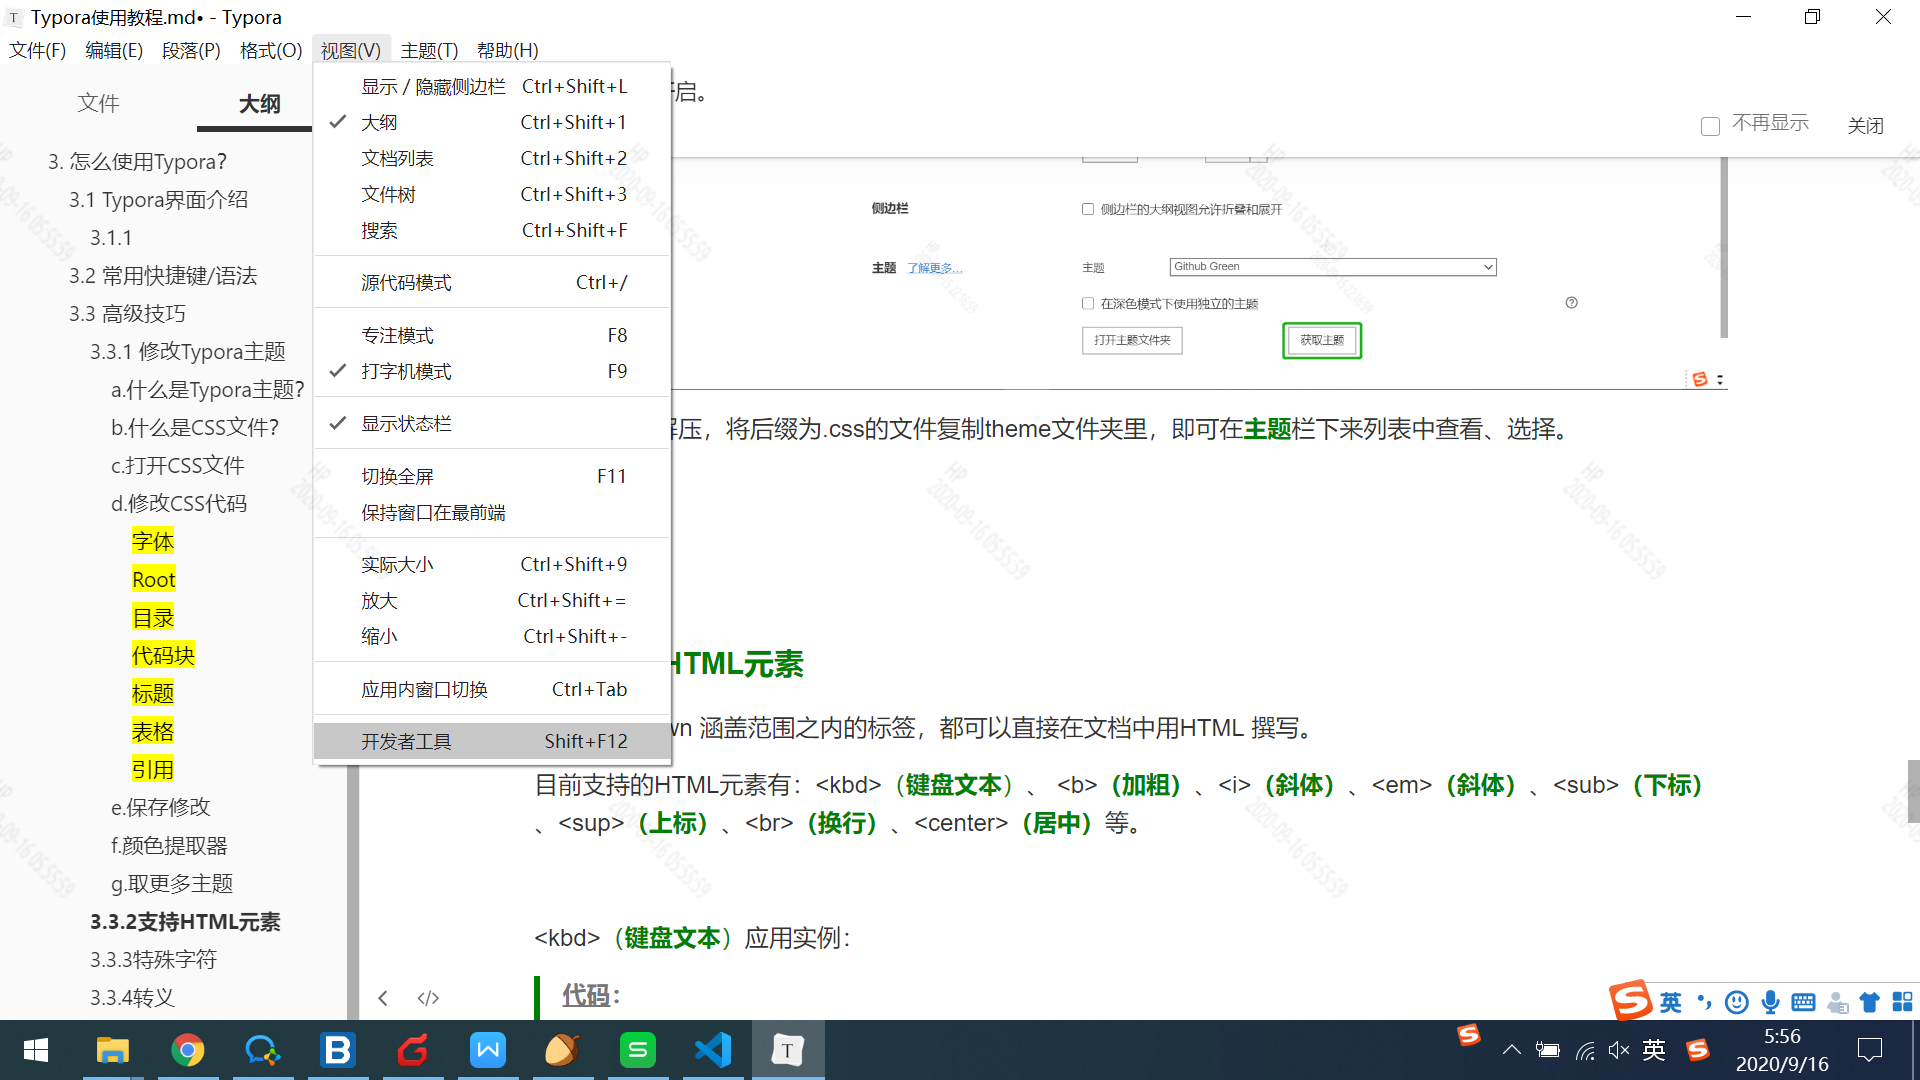 Typora使用教程.md• - Typora
文件(F) 编辑(E) 段落(P) 格式(O) 视图(V) 主题(T) 帮助(H)
文件 大纲
3. 怎么使用Typora?
3.1 Typora界面介绍
3.1.1
3.2 常用快捷键/语法
3.3 高级技巧
3.3.1 修改Typora主题
a.什么是Typora主题?
b.什么是CSS文件?
c.打开CSS文件
d.修改CSS代码
字体
Root
目录
代码块
标题
表格
引用
e.保存修改
f.颜色提取器
g.取更多主题
3.3.2支持HTML元素
3.3.3特殊字符
3.3.4转义
显示 / 隐藏侧边栏 Ctrl+Shift+L
大纲 Ctrl+Shift+1
文档列表 Ctrl+Shift+2
文件树 Ctrl+Shift+3
搜索 Ctrl+Shift+F
源代码模式 Ctrl+/
专注模式 F8
打字机模式 F9
显示状态栏
切换全屏 F11
保持窗口在最前端
实际大小 Ctrl+Shift+9
放大 Ctrl+Shift+=
缩小 Ctrl+Shift+-
应用内窗口切换 Ctrl+Tab
开发者工具 Shift+F12
启。
不再显示 关闭
侧边栏 侧边栏的大纲视图允许折叠和展开
主题 了解更多... 主题 Github Green
在深色模式下使用独立的主题
打开主题文件夹 获取主题
解压，将后缀为.css的文件复制theme文件夹里，即可在主题栏下来列表中查看、选择。
HTML元素
wn 涵盖范围之内的标签，都可以直接在文档中用HTML 撰写。
目前支持的HTML元素有：<kbd>（键盘文本）、 <b>（加粗）、<i>（斜体）、<em>（斜体）、<sub>（下标）
、<sup>（上标）、<br>（换行）、<center>（居中）等。
<kbd>（键盘文本）应用实例：
代码：
</>
HP
2020-09-16 05:55:59
英
英
5:56
2020/9/16